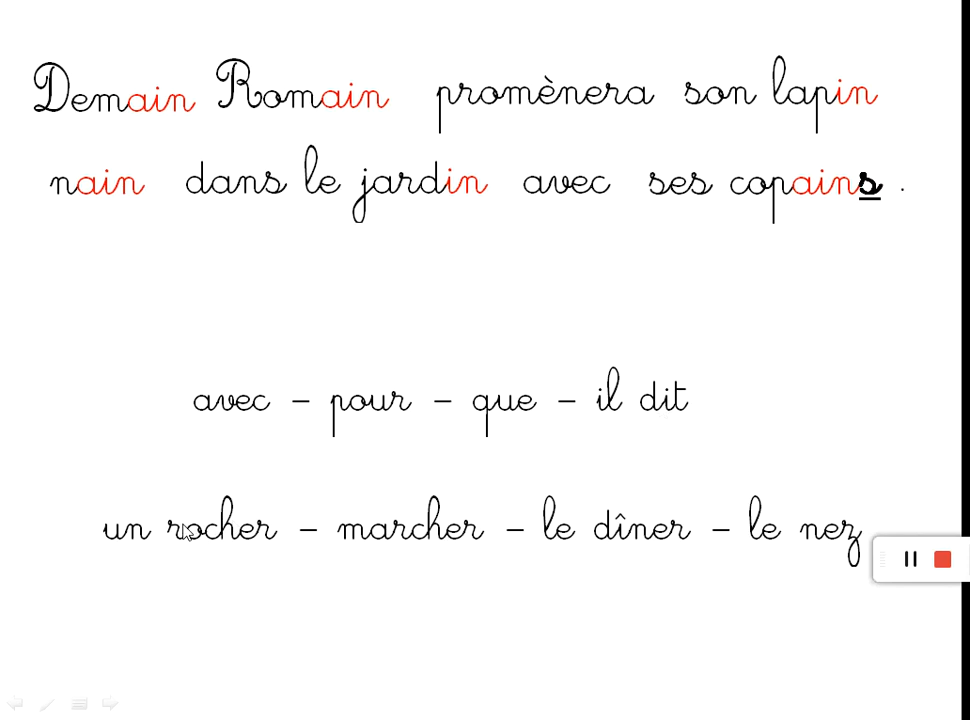 Demain Romain promènera son lapin
nain dans le jardin avec ses copains .
avec – pour – que – il dit
un rocher – marcher – le dîner – le nez